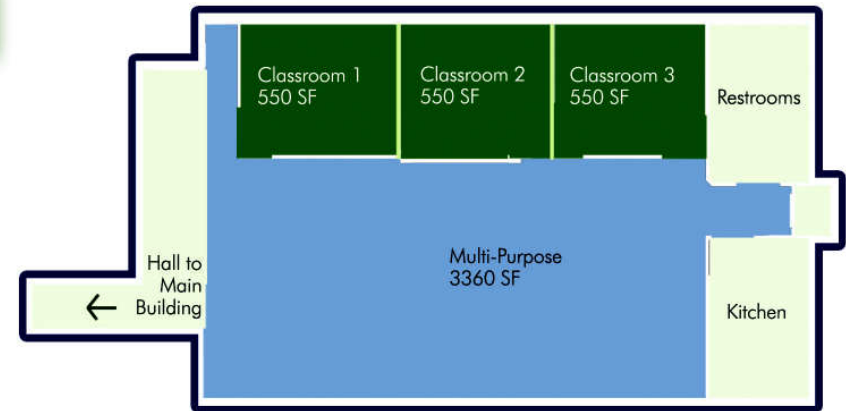 Classroom 1
550 SF
Classroom 2
550 SF
Classroom 3
550 SF
Restrooms
Hall to
Main
Building
Multi-Purpose
3360 SF
Kitchen